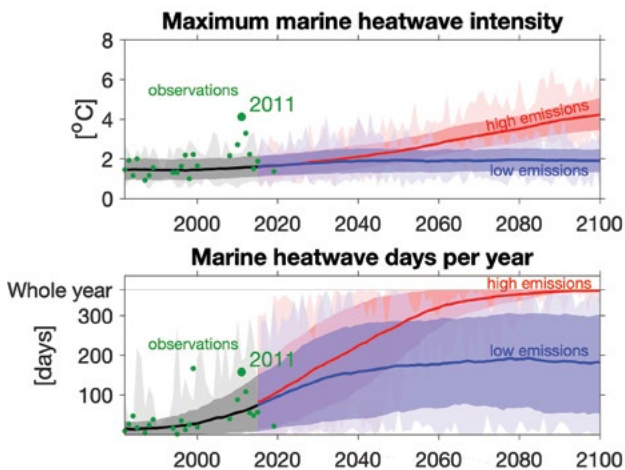 Maximum marine heatwave intensity
8
6
4
2
0
[°C]
observations
2011
high emissions
low emissions
2000 2020 2040 2060 2080 2100
Marine heatwave days per year
Whole year
300
200
100
[days]
observations
2011
high emissions
low emissions
2000 2020 2040 2060 2080 2100